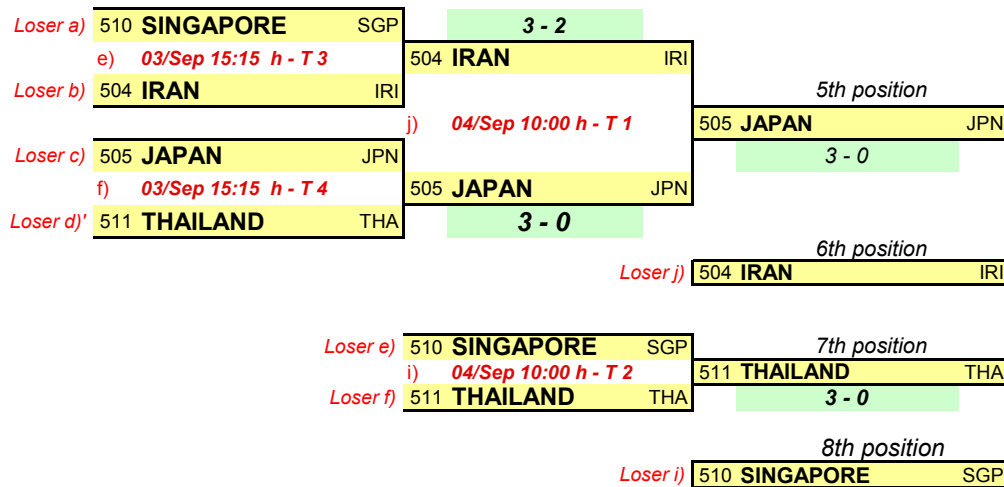 Loser a) 510 SINGAPORE SGP 3 - 2
e) 03/Sep 15:15 h - T 3 504 IRAN IRI
Loser b) 504 IRAN IRI 5th position
j) 04/Sep 10:00 h - T 1 505 JAPAN JPN
Loser c) 505 JAPAN JPN 3 - 0
f) 03/Sep 15:15 h - T 4 505 JAPAN JPN
Loser d)' 511 THAILAND THA 3 - 0
6th position
Loser j) 504 IRAN IRI
Loser e) 510 SINGAPORE SGP 7th position
i) 04/Sep 10:00 h - T 2 511 THAILAND THA
Loser f) 511 THAILAND THA 3 - 0
8th position
Loser i) 510 SINGAPORE SGP